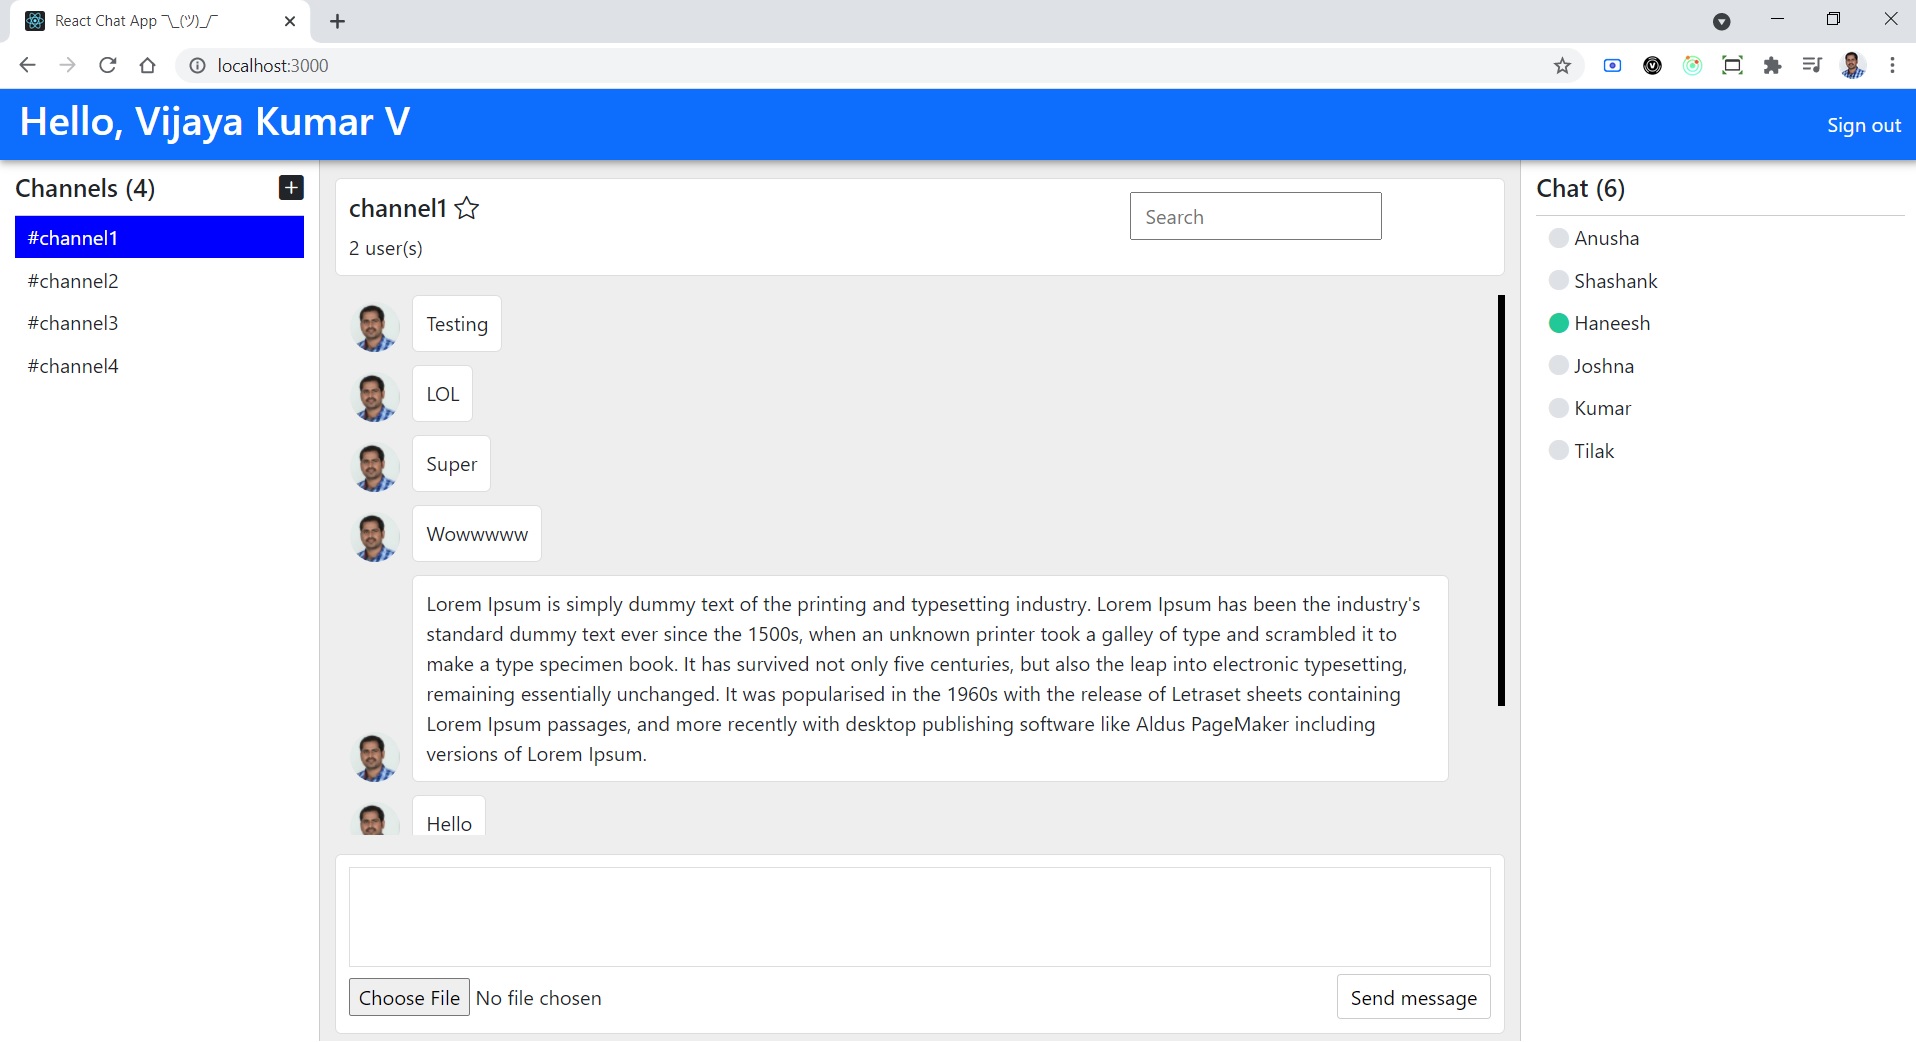 React Chat App ¯\_(ツ)_/¯
localhost:3000
Hello, Vijaya Kumar V
Sign out
Channels (4)
#channel1
#channel2
#channel3
#channel4
channel1
2 user(s)
Search
Testing
LOL
Super
Wowwwww
Lorem Ipsum is simply dummy text of the printing and typesetting industry. Lorem Ipsum has been the industry's
standard dummy text ever since the 1500s, when an unknown printer took a galley of type and scrambled it to
make a type specimen book. It has survived not only five centuries, but also the leap into electronic typesetting,
remaining essentially unchanged. It was popularised in the 1960s with the release of Letraset sheets containing
Lorem Ipsum passages, and more recently with desktop publishing software like Aldus PageMaker including
versions of Lorem Ipsum.
Hello
Choose File No file chosen
Send message
Chat (6)
Anusha
Shashank
Haneesh
Joshna
Kumar
Tilak